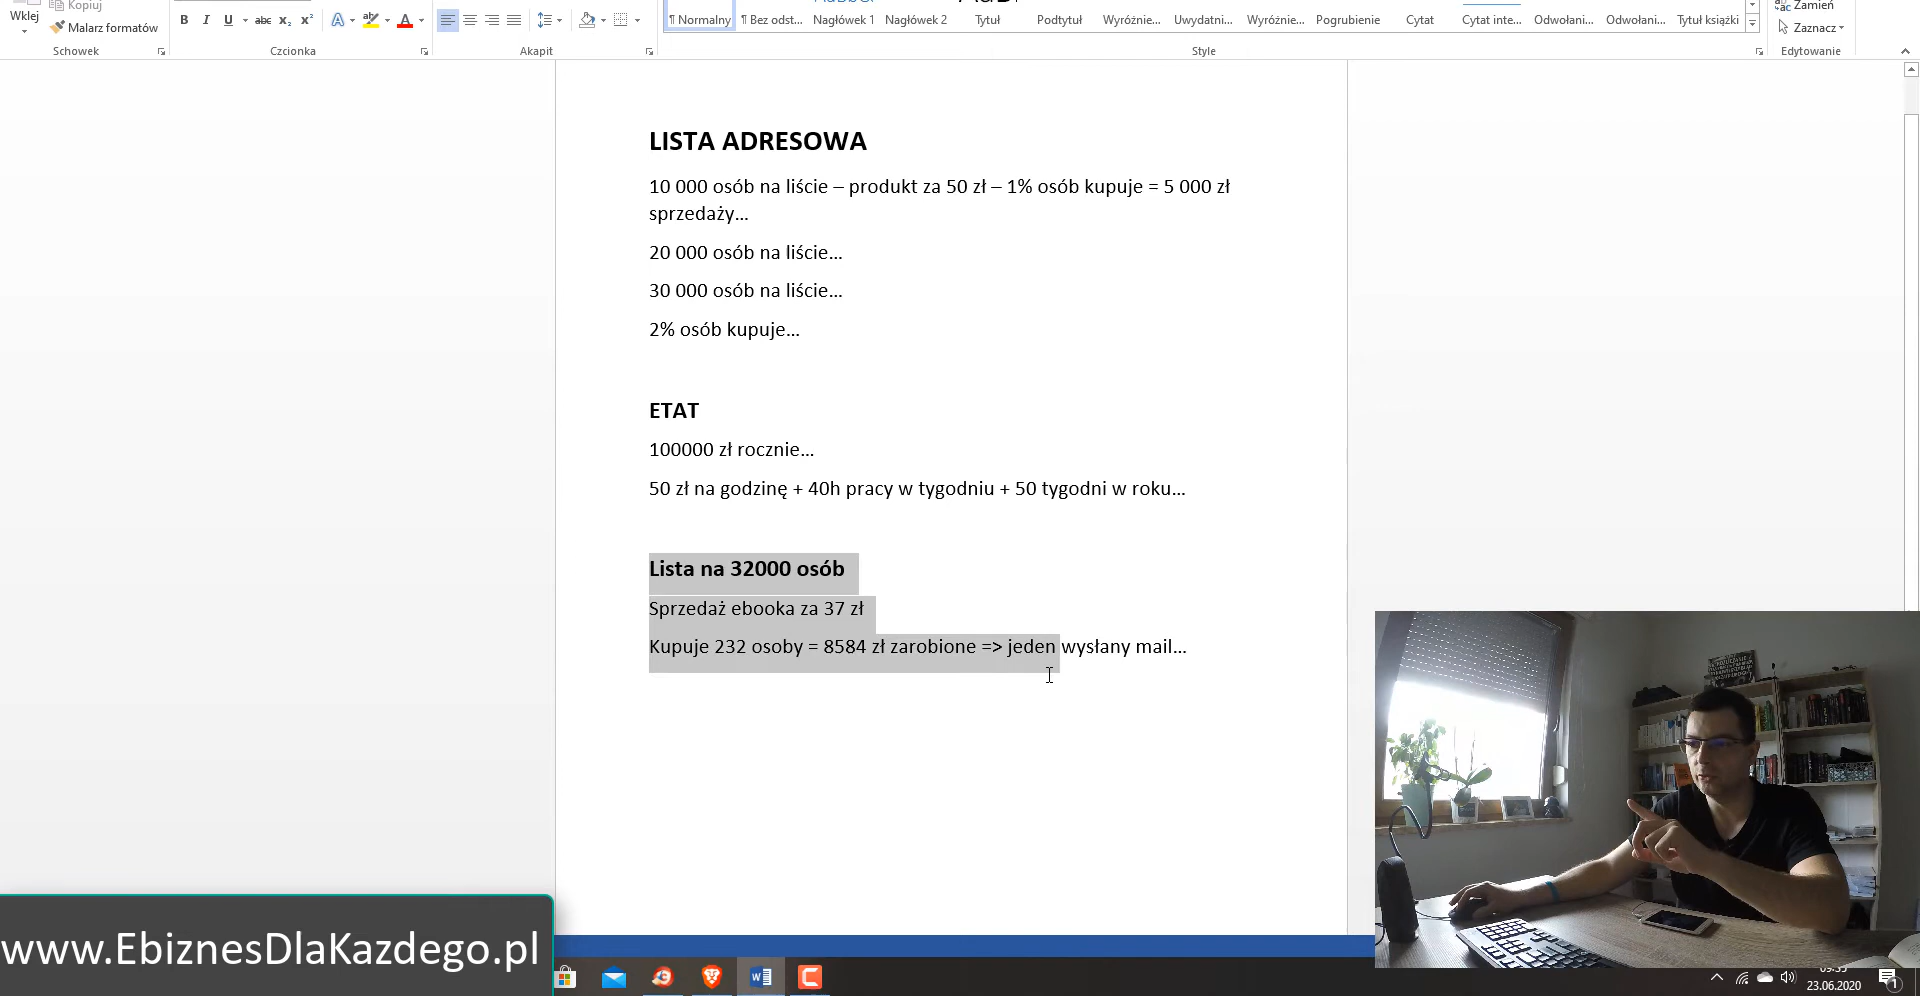 Kopiuj
Wklej
Malarz formatów
Schowek
B I U abc x₂ x²
Czcionka
Akapit
¶ Normalny
¶ Bez odst...
Nagłówek 1
Nagłówek 2
Tytuł
Podtytuł
Wyróżnie...
Uwydatni...
Wyróżnie...
Pogrubienie
Cytat
Cytat inte...
Odwołani...
Odwołani...
Tytuł książki
Style
Zamień
Zaznacz
Edytowanie
LISTA ADRESOWA
10 000 osób na liście – produkt za 50 zł – 1% osób kupuje = 5 000 zł
sprzedaży...
20 000 osób na liście...
30 000 osób na liście...
2% osób kupuje...
ETAT
100000 zł rocznie...
50 zł na godzinę + 40h pracy w tygodniu + 50 tygodni w roku...
Lista na 32000 osób
Sprzedaż ebooka za 37 zł
Kupuje 232 osoby = 8584 zł zarobione => jeden wysłany mail...
www.EbiznesDlaKazdego.pl
23.06.2020